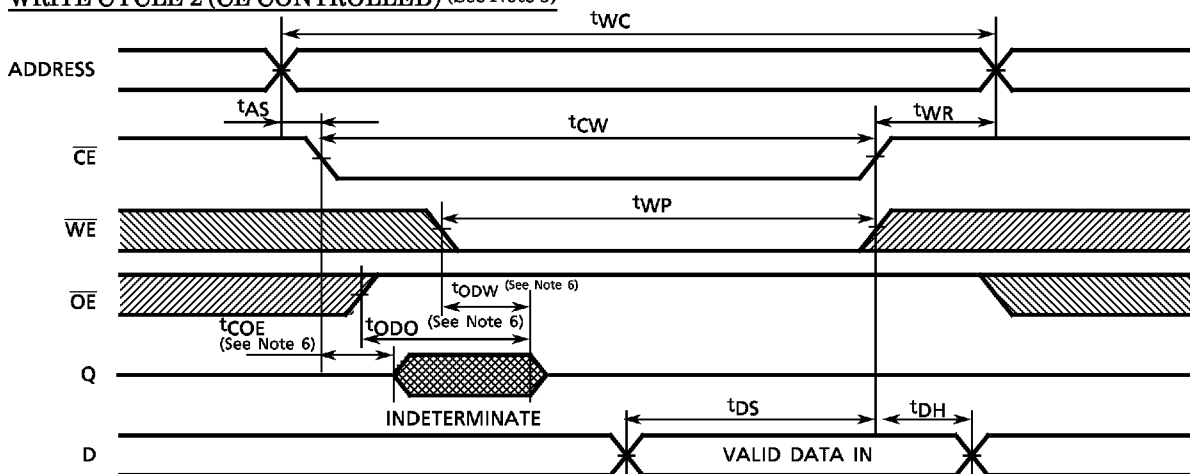 WRITE CYCLE 2 (CE CONTROLLED) (See Note 5)
tWC
ADDRESS
tAS
tCW
tWR
CE
tWP
WE
OE
tODW (See Note 6)
tCOE
(See Note 6)
tODO (See Note 6)
Q
INDETERMINATE
tDS
tDH
D
VALID DATA IN